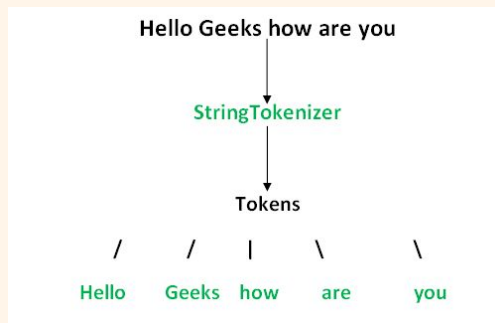 Hello Geeks how are you
StringTokenizer
Tokens
/ / | \ \
Hello Geeks how are you